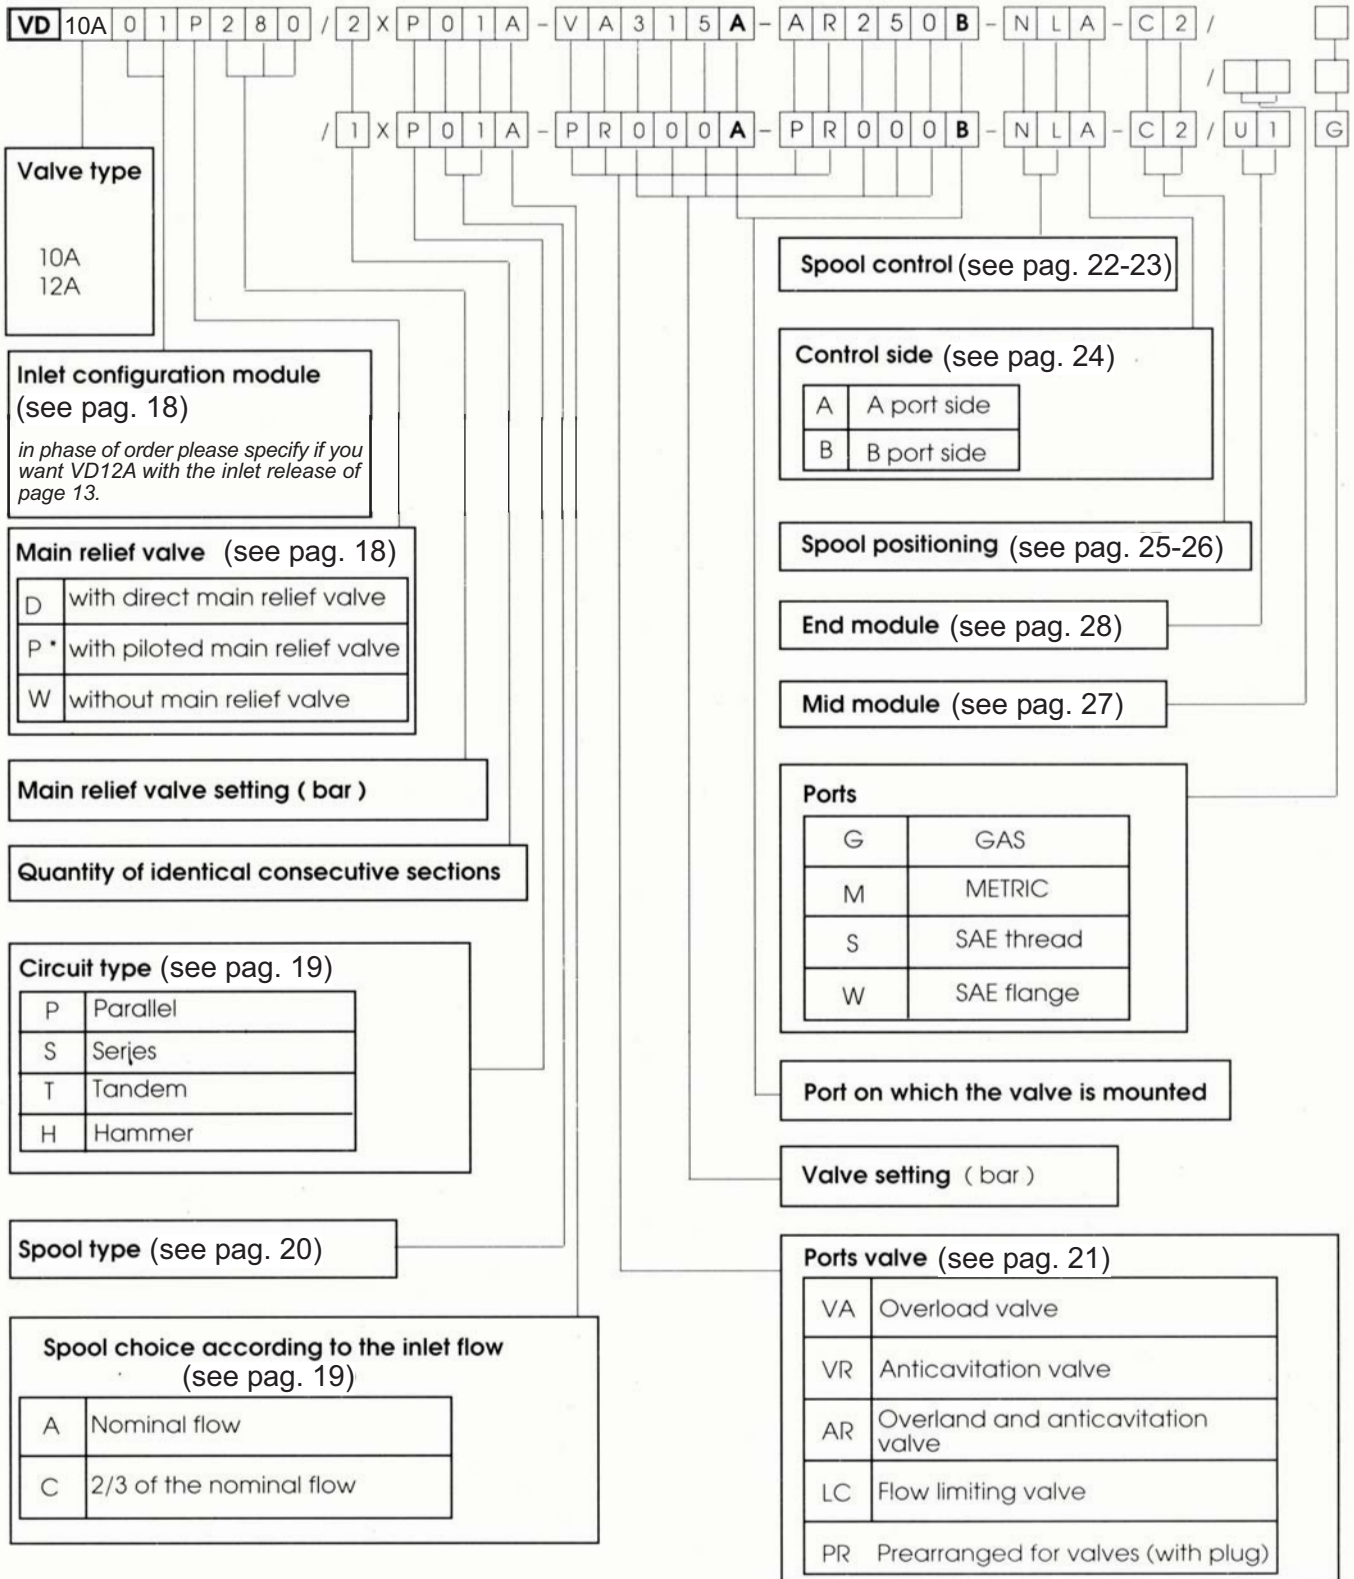 VD 10A 0 1 P 2 8 0 / 2 X P 0 1 A - V A 3 1 5 A - A R 2 5 0 B - N L A - C 2 /
/
/ 1 X P 0 1 A - P R 0 0 0 A - P R 0 0 0 B - N L A - C 2 / U 1 G
Valve type
10A
12A
Inlet configuration module
(see pag. 18)
in phase of order please specify if you
want VD12A with the inlet release of
page 13.
Main relief valve (see pag. 18)
D with direct main relief valve
P * with piloted main relief valve
W without main relief valve
Main relief valve setting ( bar )
Quantity of identical consecutive sections
Circuit type (see pag. 19)
P Parallel
S Series
T Tandem
H Hammer
Spool type (see pag. 20)
Spool choice according to the inlet flow
(see pag. 19)
A Nominal flow
C 2/3 of the nominal flow
Spool control (see pag. 22-23)
Control side (see pag. 24)
A A port side
B B port side
Spool positioning (see pag. 25-26)
End module (see pag. 28)
Mid module (see pag. 27)
Ports
G GAS
M METRIC
S SAE thread
W SAE flange
Port on which the valve is mounted
Valve setting ( bar )
Ports valve (see pag. 21)
VA Overload valve
VR Anticavitation valve
AR Overland and anticavitation
valve
LC Flow limiting valve
PR Prearranged for valves (with plug)